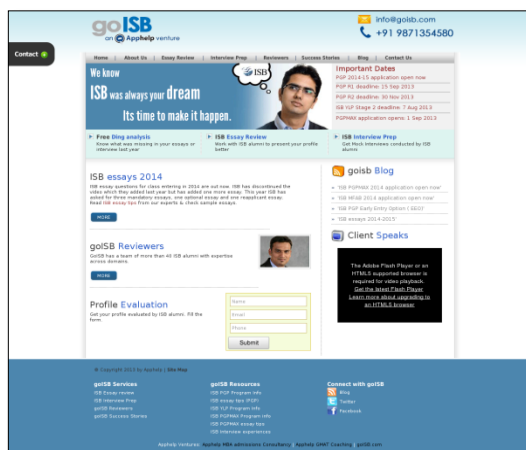 goISB
an Apphelp venture
info@goisb.com
+91 9871354580
Contact
Home | About Us | Essay Review | Interview Prep | Reviewers | Success Stories | Blog | Contact Us
We know
ISB was always your dream
Its time to make it happen.
ISB
Important Dates
PGP 2014-15 application open now
PGP R1 deadline: 15 Sep 2013
PGP R2 deadline: 30 Nov 2013
ISB YLP Stage 2 deadline: 7 Aug 2013
PGPMAX application opens: 1 Sep 2013
Free Ding analysis
Know what was missing in your essays or
interview last year
ISB Essay Review
Work with ISB alumni to present your profile
better
ISB Interview Prep
Get Mock Interviews conducted by ISB
alumni
ISB essays 2014
ISB essay questions for class entering in 2014 are out now. ISB has discontinued the
video which they added last year but has added one more essay. This year ISB has
asked for three mandatory essays, one optional essay and one reapplicant essay.
Read ISB essay tips from our experts & check sample essays.
MORE
goISB Reviewers
GoISB has a team of more than 40 ISB alumni with expertise
across domains.
MORE
Profile Evaluation
Get your profile evaluated by ISB alumni. Fill the
form
Name
Email
Phone
Submit
goisb Blog
'ISB PGPMAX 2014 application open now'
'ISB MFAB 2014 application open now'
'ISB PGP Early Entry Option ( EEO)'
'ISB essays 2014-2015'
Client Speaks
The Adobe Flash Player or an
HTML5 supported browser is
required for video playback.
Get the latest Flash Player
Learn more about upgrading to
an HTML5 browser
© Copyright 2013 by Apphelp | Site Map
goISB Services
ISB Essay review
ISB Interview Prep
goISB Reviewers
goISB Success Stories
goISB Resources
ISB PGP Program Info
ISB essay tips (PGP)
ISB YLP Program info
ISB PGPMAX Program info
ISB PGPMAX essay tips
ISB Interview experiences
Connect with goISB
Blog
Twitter
Facebook
Apphelp Ventures: Apphelp MBA admissions Consultancy | Apphelp GMAT Coaching | goISB.com